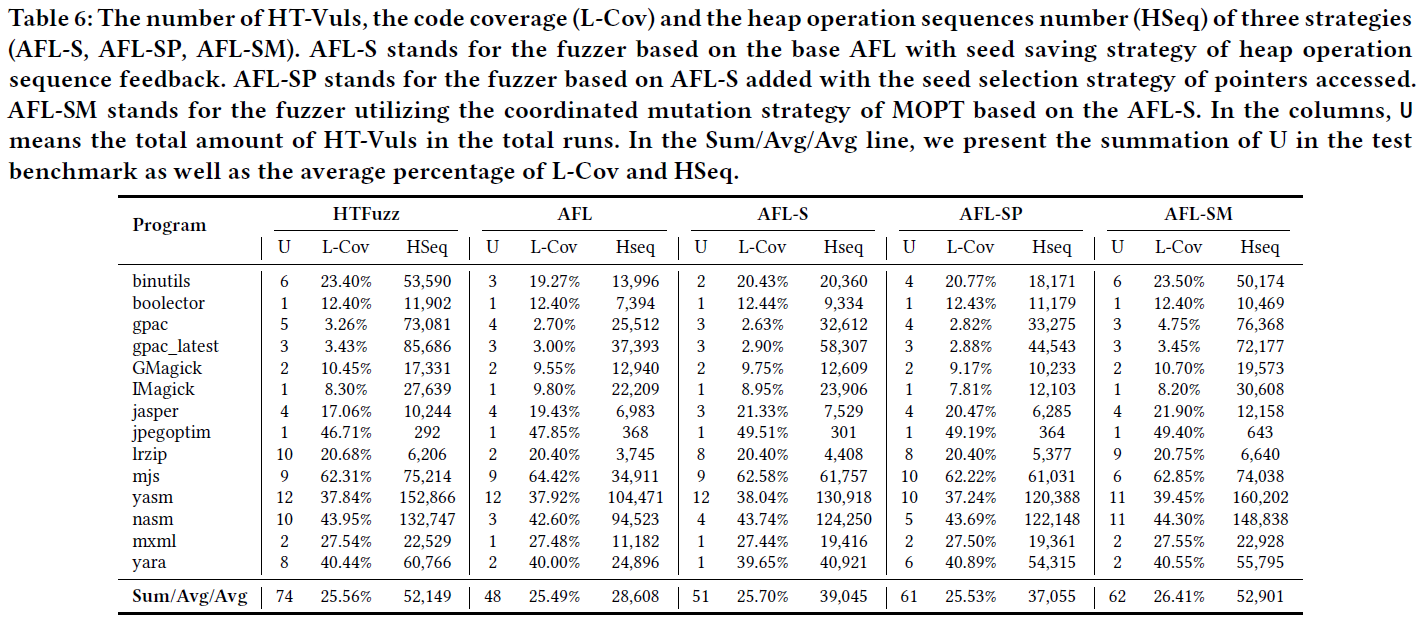 Table 6: The number of HT-Vuls, the code coverage (L-Cov) and the heap operation sequences number (HSeq) of three strategies
(AFL-S, AFL-SP, AFL-SM). AFL-S stands for the fuzzer based on the base AFL with seed saving strategy of heap operation
sequence feedback. AFL-SP stands for the fuzzer based on AFL-S added with the seed selection strategy of pointers accessed.
AFL-SM stands for the fuzzer utilizing the coordinated mutation strategy of MOPT based on the AFL-S. In the columns, U
means the total amount of HT-Vuls in the total runs. In the Sum/Avg/Avg line, we present the summation of U in the test
benchmark as well as the average percentage of L-Cov and HSeq.
Program HTFuzz AFL AFL-S AFL-SP AFL-SM
U L-Cov HSeq U L-Cov Hseq U L-Cov Hseq U L-Cov Hseq U L-Cov Hseq
binutils 6 23.40% 53,590 3 19.27% 13,996 2 20.43% 20,360 4 20.77% 18,171 6 23.50% 50,174
boolector 1 12.40% 11,902 1 12.40% 7,394 1 12.44% 9,334 1 12.43% 11,179 1 12.40% 10,469
gpac 5 3.26% 73,081 4 2.70% 25,512 3 2.63% 32,612 4 2.82% 33,275 3 4.75% 76,368
gpac_latest 3 3.43% 85,686 3 3.00% 37,393 3 2.90% 58,307 3 2.88% 44,543 3 3.45% 72,177
GMagick 2 10.45% 17,331 2 9.55% 12,940 2 9.75% 12,609 2 9.17% 10,233 2 10.70% 19,573
IMagick 1 8.30% 27,639 1 9.80% 22,209 1 8.95% 23,906 1 7.81% 12,103 1 8.20% 30,608
jasper 4 17.06% 10,244 4 19.43% 6,983 3 21.33% 7,529 4 20.47% 6,285 4 21.90% 12,158
jpegoptim 1 46.71% 292 1 47.85% 368 1 49.51% 301 1 49.19% 364 1 49.40% 643
lrzip 10 20.68% 6,206 2 20.40% 3,745 8 20.40% 4,408 8 20.40% 5,377 9 20.75% 6,640
mjs 9 62.31% 75,214 9 64.42% 34,911 9 62.58% 61,757 10 62.22% 61,031 6 62.85% 74,038
yasm 12 37.84% 152,866 12 37.92% 104,471 12 38.04% 130,918 10 37.24% 120,388 11 39.45% 160,202
nasm 10 43.95% 132,747 3 42.60% 94,523 4 43.74% 124,250 5 43.69% 122,148 11 44.30% 148,838
mxml 2 27.54% 22,529 1 27.48% 11,182 1 27.44% 19,416 2 27.50% 19,361 2 27.55% 22,928
yara 8 40.44% 60,766 2 40.00% 24,896 1 39.65% 40,921 6 40.89% 54,315 2 40.55% 55,795
Sum/Avg/Avg 74 25.56% 52,149 48 25.49% 28,608 51 25.70% 39,045 61 25.53% 37,055 62 26.41% 52,901